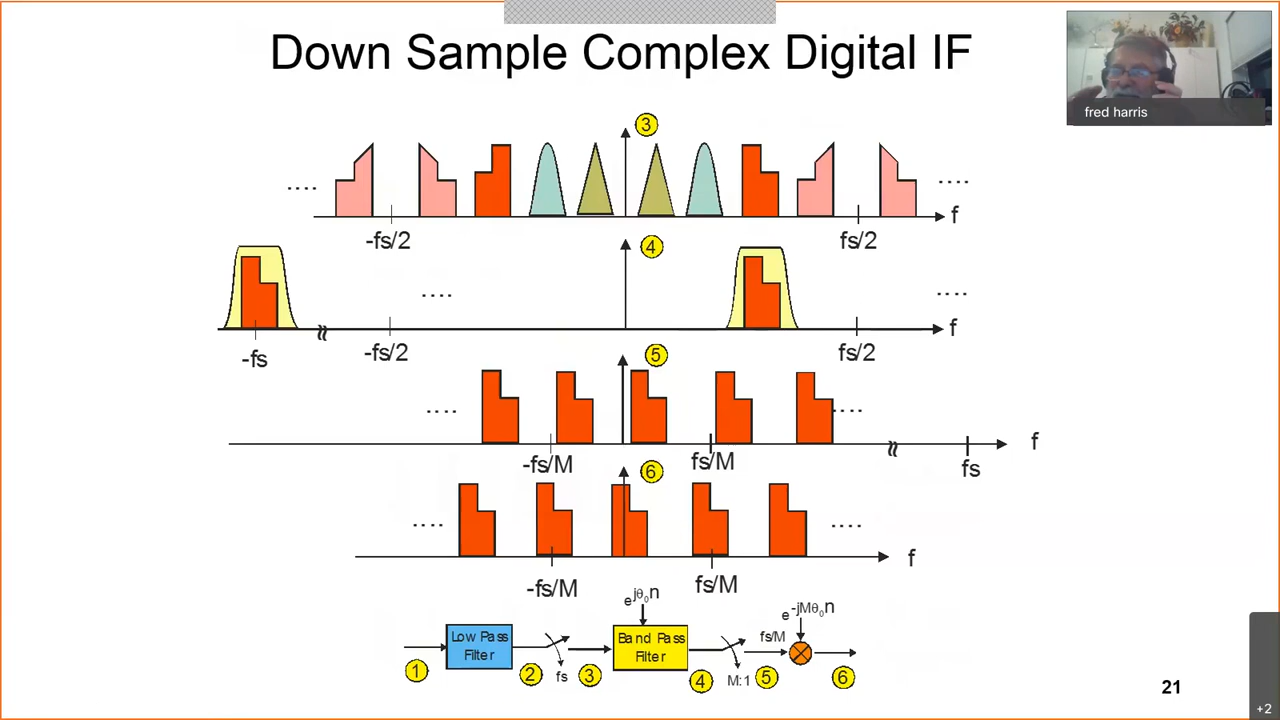 Down Sample Complex Digital IF
fred harris
3
....
....
-fs/2
fs/2
f
4
....
....
-fs
-fs/2
fs/2
f
5
....
....
-fs/M
fs/M
fs
f
6
....
....
-fs/M
fs/M
f
e^jθ₀n
e^-jMθ₀n
Low Pass
Filter
Band Pass
Filter
fs/M
1
2
fs
3
4
M:1
5
6
21
+2